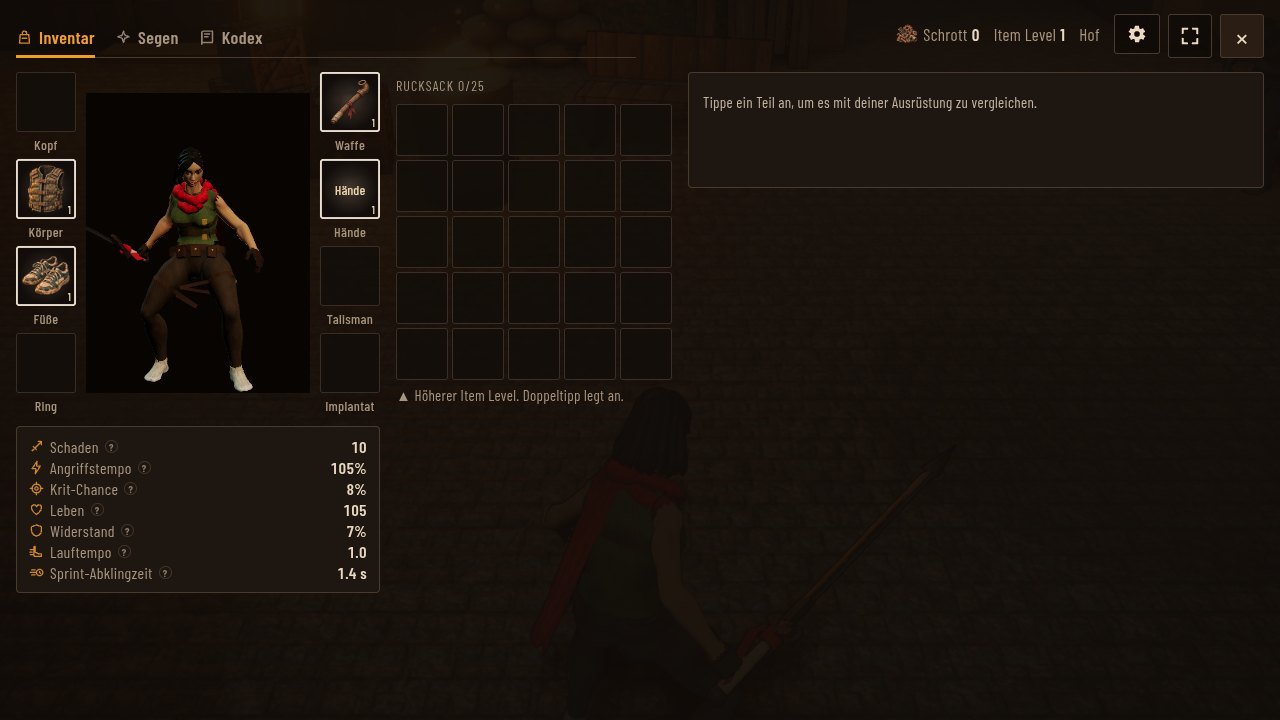 Inventar
Segen
Kodex
Schrott 0
Item Level 1
Hof
×
Kopf
1
Körper
1
Füße
Ring
1
Waffe
Hände
1
Hände
Talisman
Implantat
RUCKSACK 0/25
▲ Höherer Item Level. Doppeltipp legt an.
Tippe ein Teil an, um es mit deiner Ausrüstung zu vergleichen.
Schaden ? 10
Angriffstempo ? 105%
Krit-Chance ? 8%
Leben ? 105
Widerstand ? 7%
Lauftempo ? 1.0
Sprint-Abklingzeit ? 1.4 s